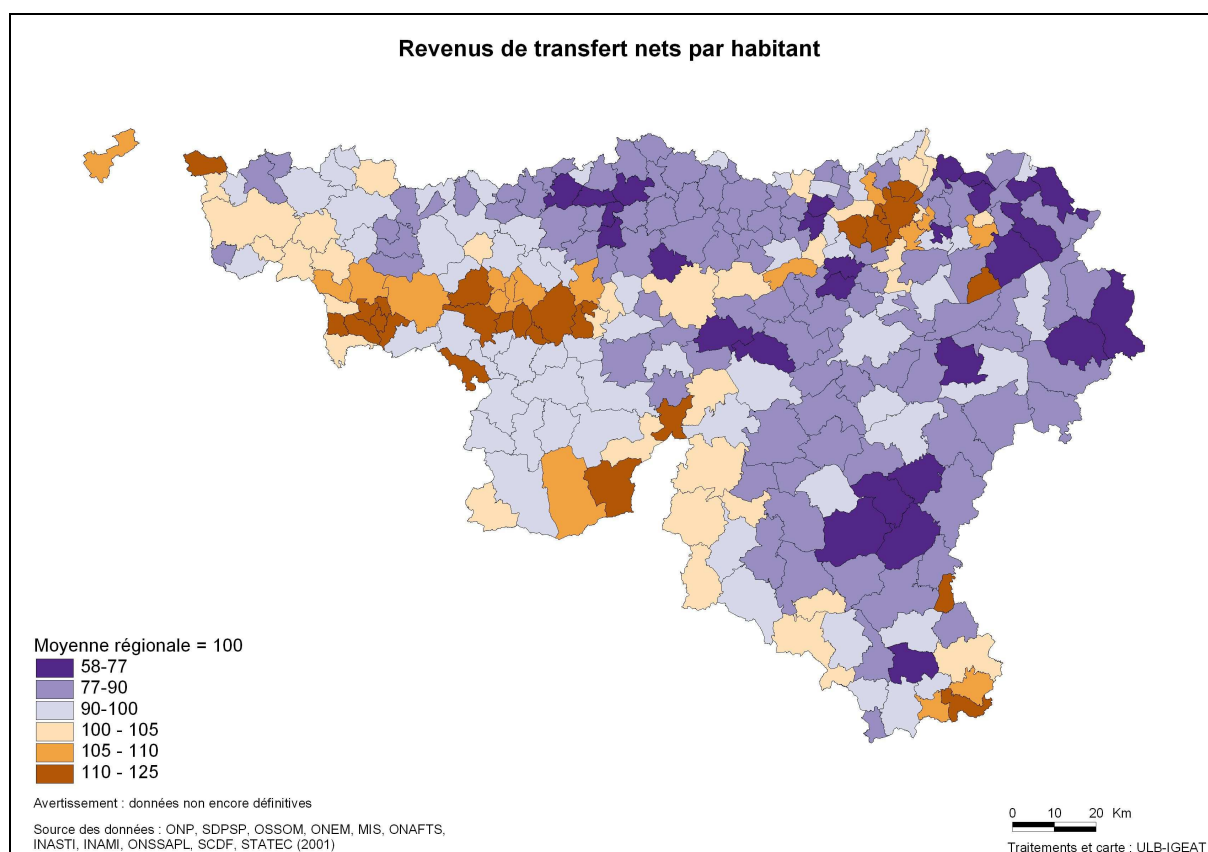 Revenus de transfert nets par habitant
Moyenne régionale = 100
58-77
77-90
90-100
100 - 105
105 - 110
110 - 125
Avertissement : données non encore définitives
Source des données : ONP, SDPSP, OSSOM, ONEM, MIS, ONAFTS,
INASTI, INAMI, ONSSAPL, SCDF, STATEC (2001)
0 10 20 Km
Traitements et carte : ULB-IGEAT